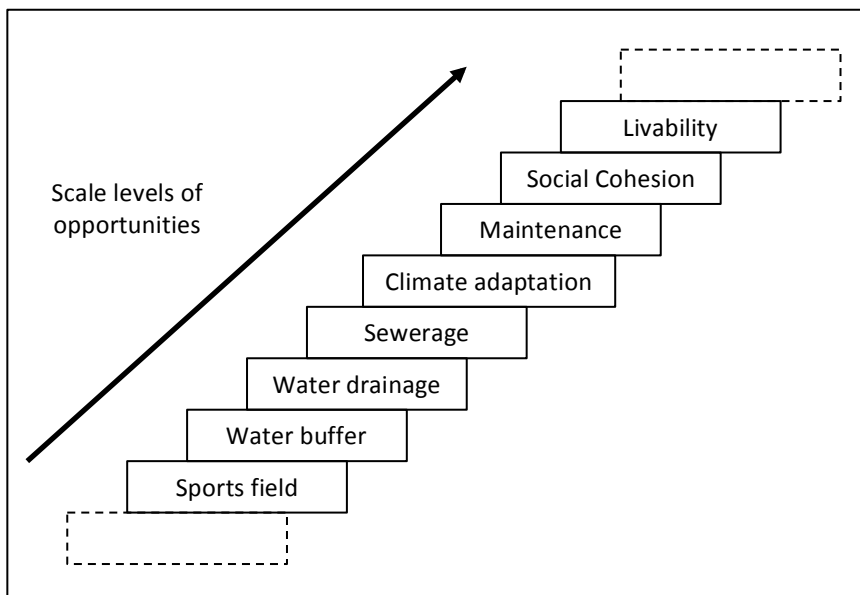 Livability
Social Cohesion
Scale levels of
opportunities
Maintenance
Climate adaptation
Sewerage
Water drainage
Water buffer
Sports field